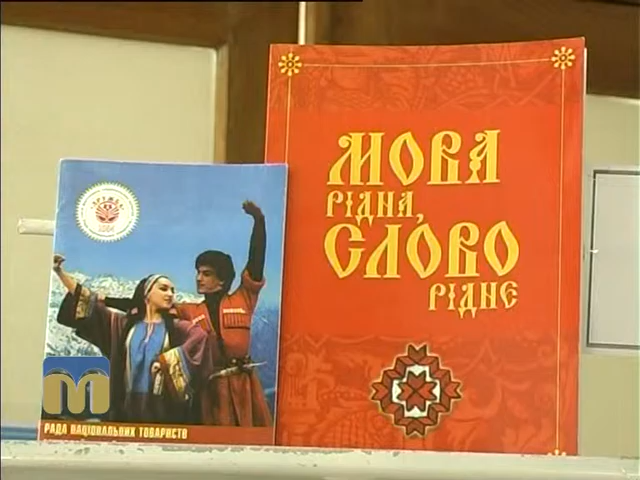 МОВА
РІДНА,
СЛОВО
РІДНЕ
РАДА НАЦІОНАЛЬНИХ ТОВАРИСТВ